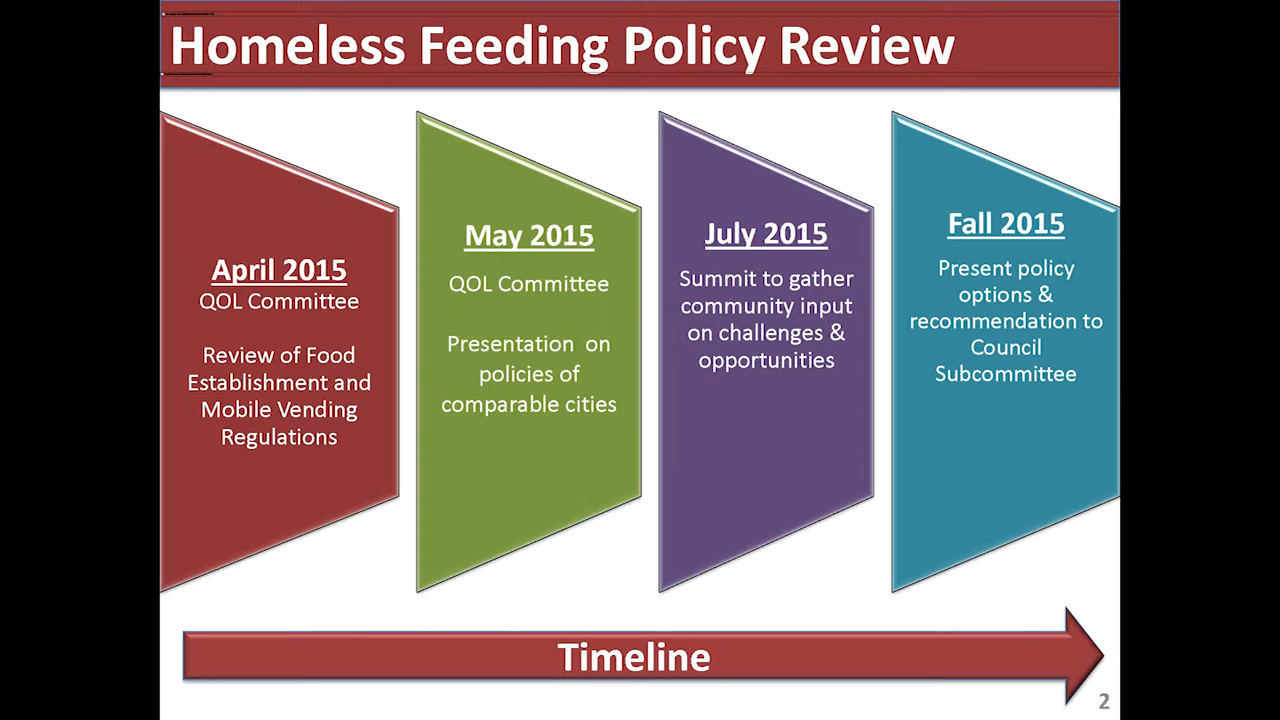 Homeless Feeding Policy Review
April 2015
QOL Committee
Review of Food
Establishment and
Mobile Vending
Regulations
May 2015
QOL Committee
Presentation on
policies of
comparable cities
July 2015
Summit to gather
community input
on challenges &
opportunities
Fall 2015
Present policy
options &
recommendation to
Council
Subcommittee
Timeline
2